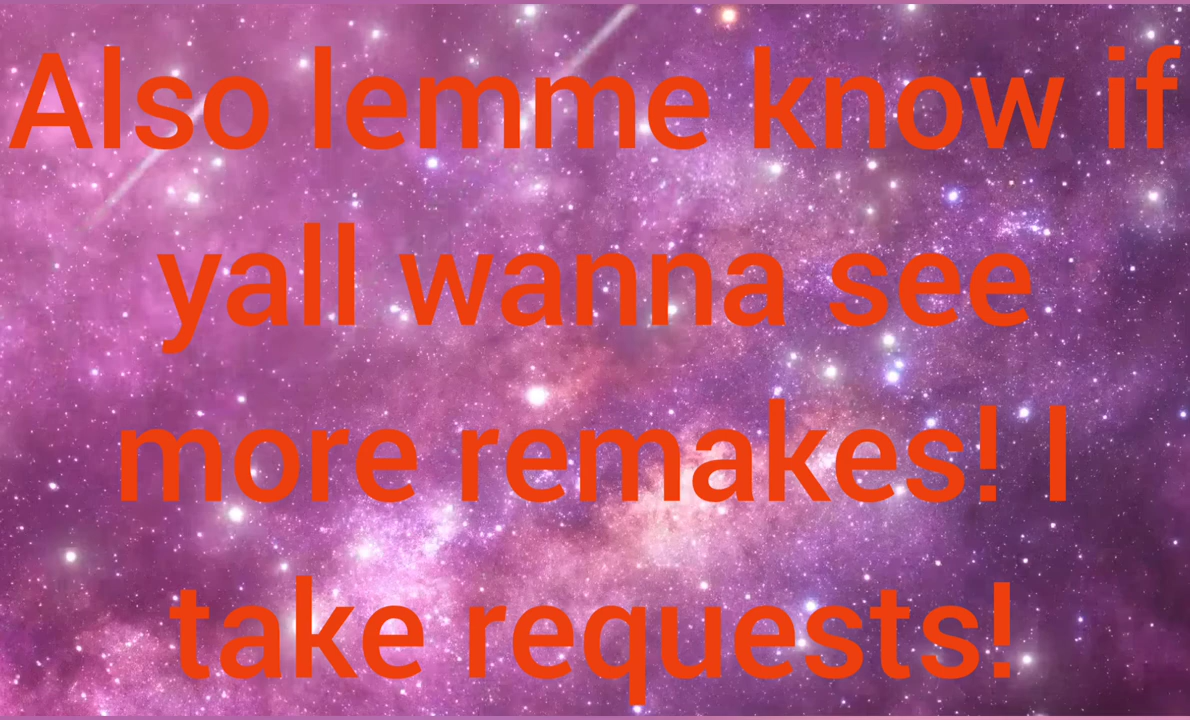 Also lemme know if
yall wanna see
more remakes! I
take requests!